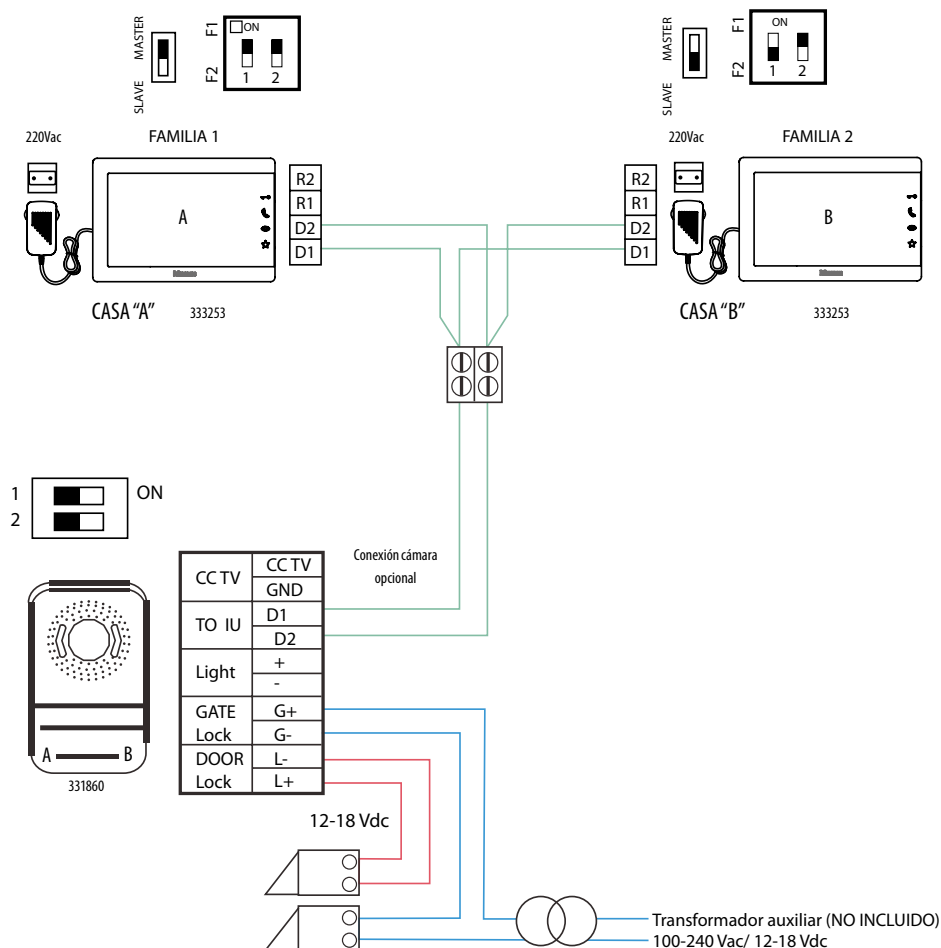 MASTER
SLAVE
F1
F2
ON
1 2
MASTER
SLAVE
F1
F2
ON
1 2
220Vac
FAMILIA 1
A
R2
R1
D2
D1
CASA “A”
333253
R2
R1
D2
D1
220Vac
FAMILIA 2
B
CASA “B”
333253
1
2
ON
Conexión cámara
opcional
CC TV
CC TV
GND
TO IU
D1
D2
Light
+
-
GATE
Lock
G+
G-
DOOR
Lock
L-
L+
A
B
331860
12-18 Vdc
Transformador auxiliar (NO INCLUIDO)
100-240 Vac/ 12-18 Vdc